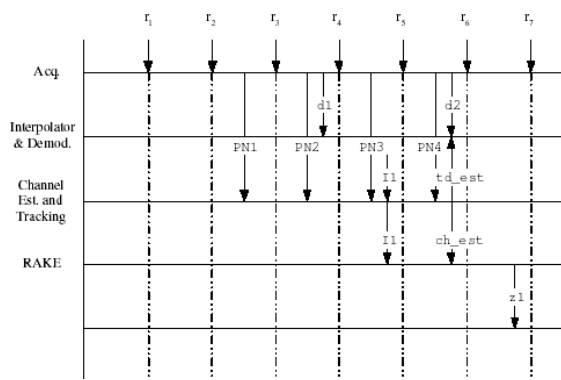 r1 r2 r3 r4 r5 r6 r7
Acq.
d1 d2
Interpolator
& Demod.
PN1 PN2 PN3 PN4
I1 td_est
Channel
Est. and
Tracking
I1 ch_est
RAKE
z1